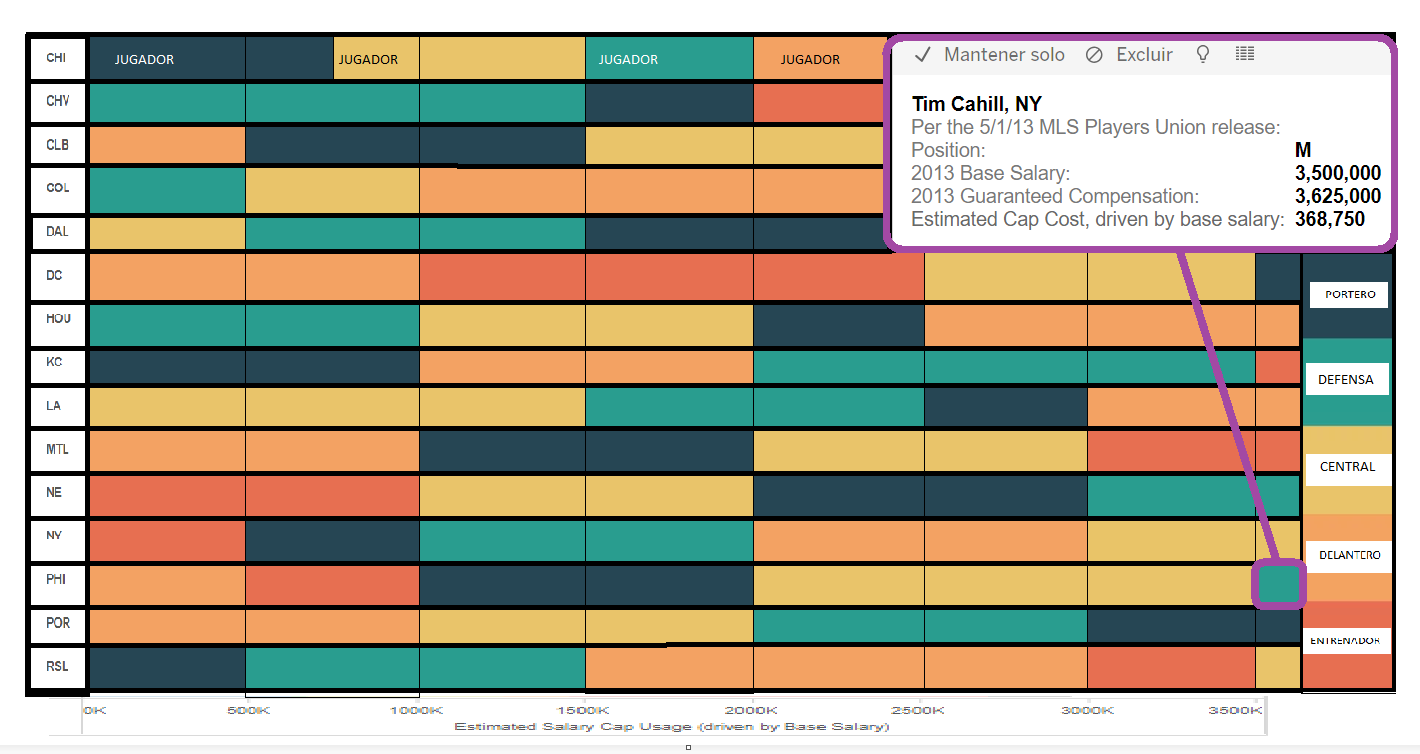 CHI
JUGADOR
JUGADOR
JUGADOR
JUGADOR
Mantener solo
Excluir
Tim Cahill, NY
Per the 5/1/13 MLS Players Union release:
Position: M
2013 Base Salary: 3,500,000
2013 Guaranteed Compensation: 3,625,000
Estimated Cap Cost, driven by base salary: 368,750
CHV
CLB
COL
DAL
DC
HOU
KC
LA
MTL
NE
NY
PHI
POR
RSL
PORTERO
DEFENSA
CENTRAL
DELANTERO
ENTRENADOR
0K 500K 1000K 1500K 2000K 2500K 3000K 3500K
Estimated Salary Cap Usage (driven by Base Salary)